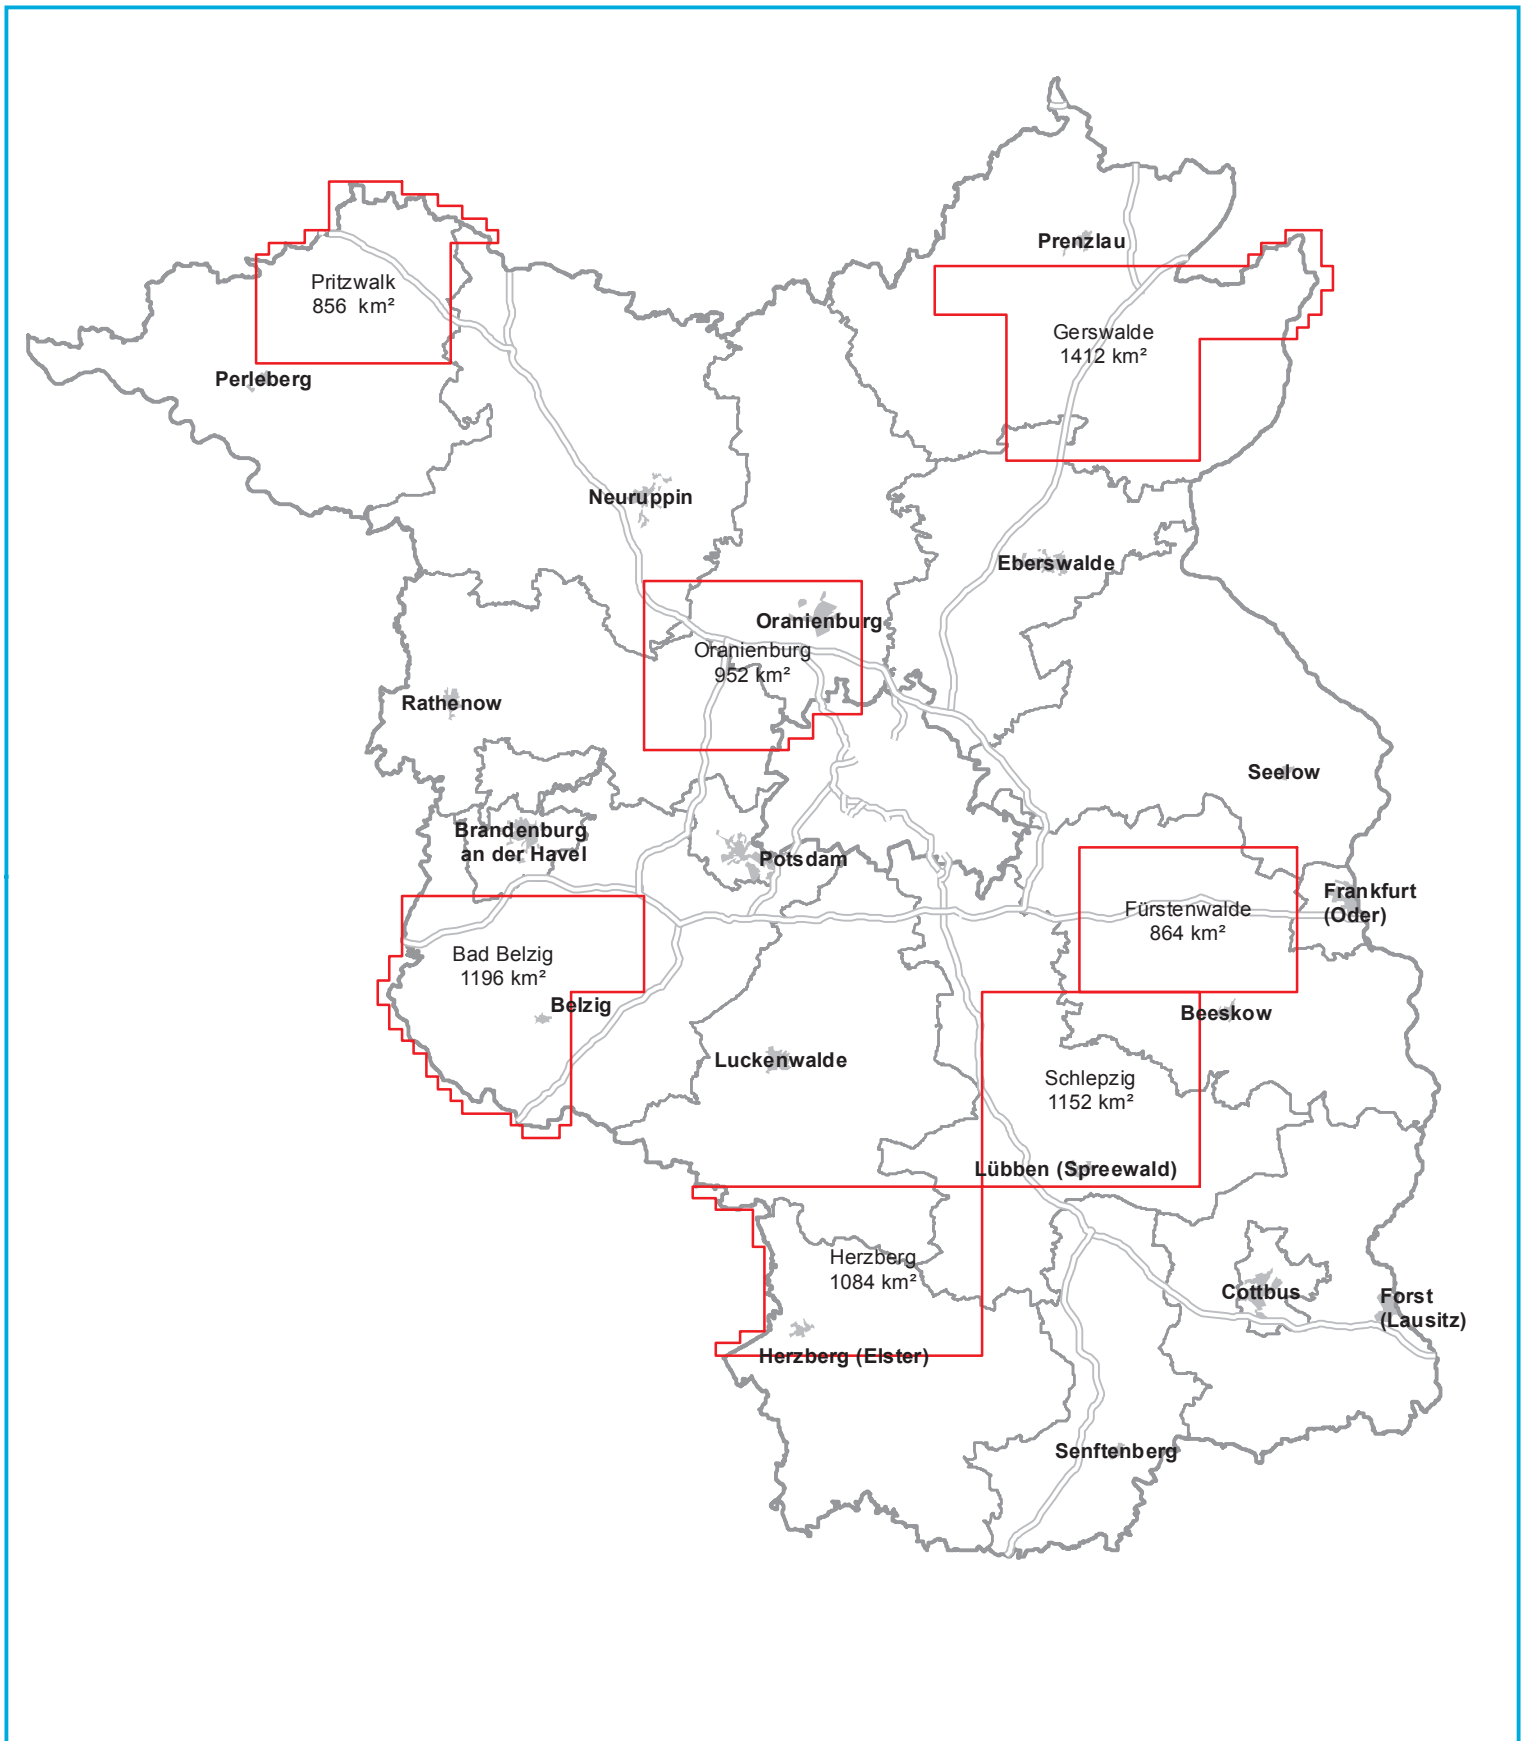 Prenzlau
Pritzwalk
856 km²
Gerswalde
1412 km²
Perleberg
Neuruppin
Eberswalde
Oranienburg
Oranienburg
952 km²
Rathenow
Seelow
Brandenburg
an der Havel
Potsdam
Frankfurt
(Oder)
Fürstenwalde
864 km²
Bad Belzig
1196 km²
Belzig
Beeskow
Luckenwalde
Schlepzig
1152 km²
Lübben (Spreewald)
Herzberg
1084 km²
Cottbus
Forst
(Lausitz)
Herzberg (Elster)
Senftenberg